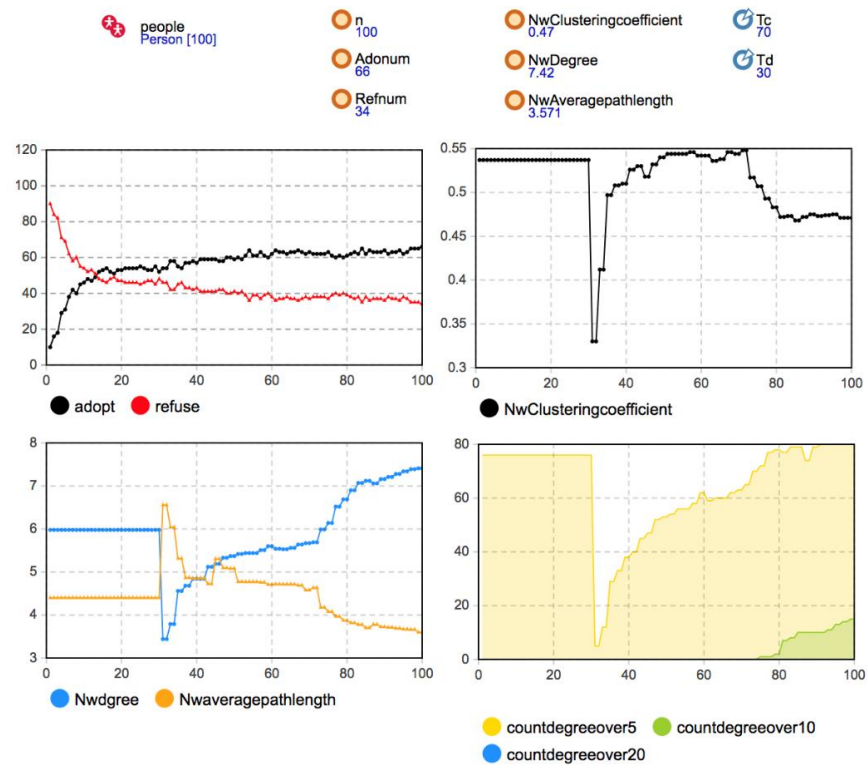 people
Person [100]
n
100
Adonum
66
Refnum
34
NwClusteringcoefficient
0.47
NwDegree
7.42
NwAveragepathlength
3.571
Tc
70
Td
30
120
100
80
60
40
20
0
0 20 40 60 80 100
adopt refuse
0.55
0.5
0.45
0.4
0.35
0.3
0 20 40 60 80 100
NwClusteringcoefficient
8
7
6
5
4
3
0 20 40 60 80 100
Nwdgree Nwaveragepathlength
80
60
40
20
0
0 20 40 60 80 100
countdegreeover5 countdegreeover10
countdegreeover20